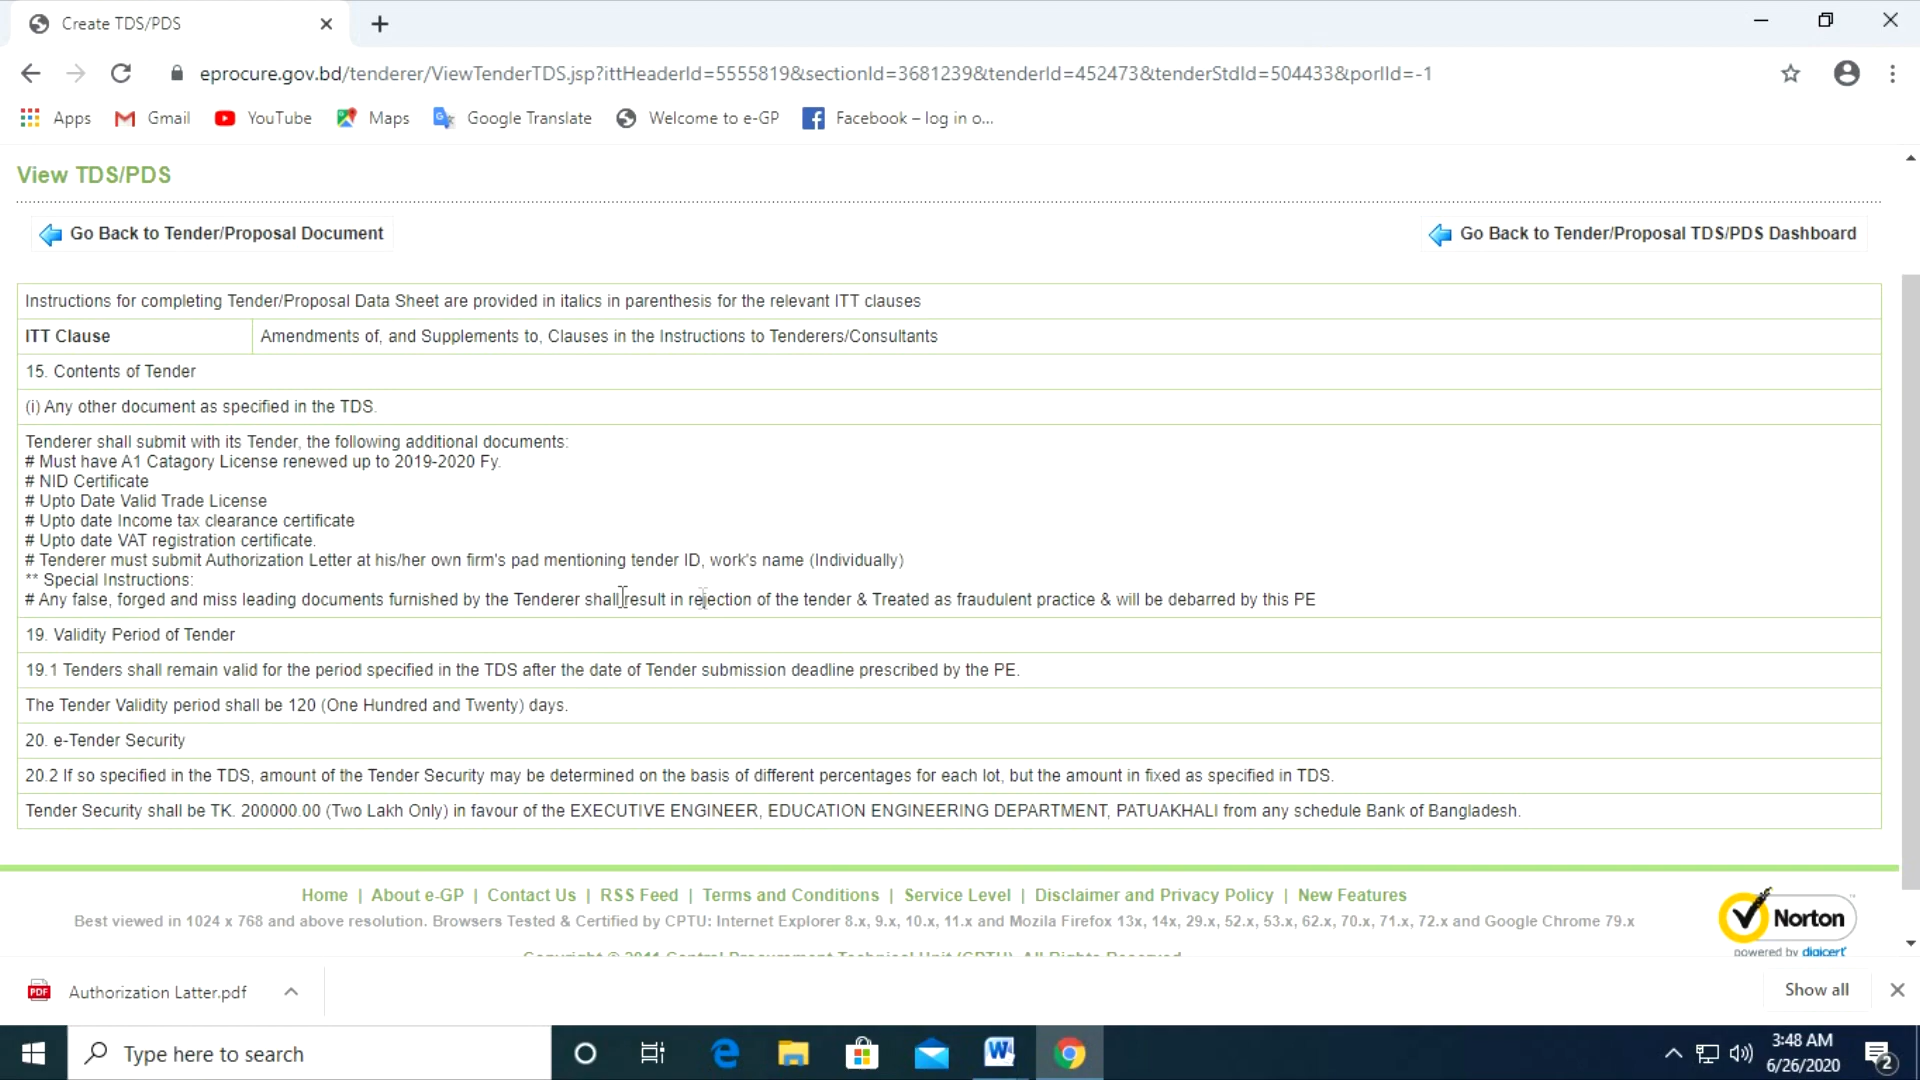 Create TDS/PDS
eprocure.gov.bd/tenderer/ViewTenderTDS.jsp?ittHeaderId=5555819&sectionId=3681239&tenderId=452473&tenderStdId=504433&porlId=-1
Apps Gmail YouTube Maps Google Translate Welcome to e-GP Facebook – log in o...
View TDS/PDS
Go Back to Tender/Proposal Document
Go Back to Tender/Proposal TDS/PDS Dashboard
Instructions for completing Tender/Proposal Data Sheet are provided in italics in parenthesis for the relevant ITT clauses
ITT Clause Amendments of, and Supplements to, Clauses in the Instructions to Tenderers/Consultants
15. Contents of Tender
(i) Any other document as specified in the TDS.
Tenderer shall submit with its Tender, the following additional documents:
# Must have A1 Catagory License renewed up to 2019-2020 Fy.
# NID Certificate
# Upto Date Valid Trade License
# Upto date Income tax clearance certificate
# Upto date VAT registration certificate.
# Tenderer must submit Authorization Letter at his/her own firm's pad mentioning tender ID, work's name (Individually)
** Special Instructions:
# Any false, forged and miss leading documents furnished by the Tenderer shall result in rejection of the tender & Treated as fraudulent practice & will be debarred by this PE
19. Validity Period of Tender
19.1 Tenders shall remain valid for the period specified in the TDS after the date of Tender submission deadline prescribed by the PE.
The Tender Validity period shall be 120 (One Hundred and Twenty) days.
20. e-Tender Security
20.2 If so specified in the TDS, amount of the Tender Security may be determined on the basis of different percentages for each lot, but the amount in fixed as specified in TDS.
Tender Security shall be TK. 200000.00 (Two Lakh Only) in favour of the EXECUTIVE ENGINEER, EDUCATION ENGINEERING DEPARTMENT, PATUAKHALI from any schedule Bank of Bangladesh.
Home | About e-GP | Contact Us | RSS Feed | Terms and Conditions | Service Level | Disclaimer and Privacy Policy | New Features
Best viewed in 1024 x 768 and above resolution. Browsers Tested & Certified by CPTU: Internet Explorer 8.x, 9.x, 10.x, 11.x and Mozila Firefox 13x, 14x, 29.x, 52.x, 53.x, 62.x, 70.x, 71.x, 72.x and Google Chrome 79.x
Norton
powered by digicert
Copyright © 2011 Central Procurement Technical Unit (CPTU). All Rights Reserved
PDF Authorization Latter.pdf
Show all
Type here to search
3:48 AM
6/26/2020
2